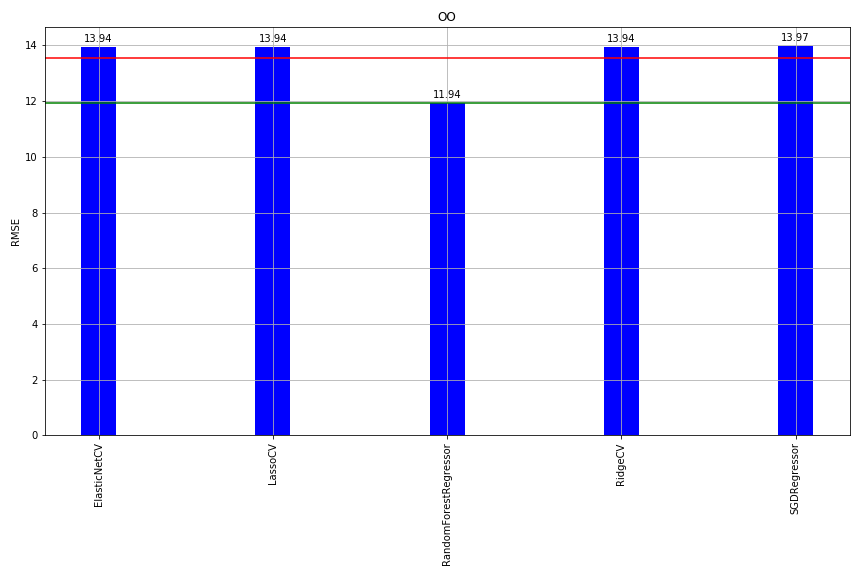 OO
13.94
13.94
11.94
13.94
13.97
RMSE
14
12
10
8
6
4
2
0
ElasticNetCV
LassoCV
RandomForestRegressor
RidgeCV
SGDRegressor